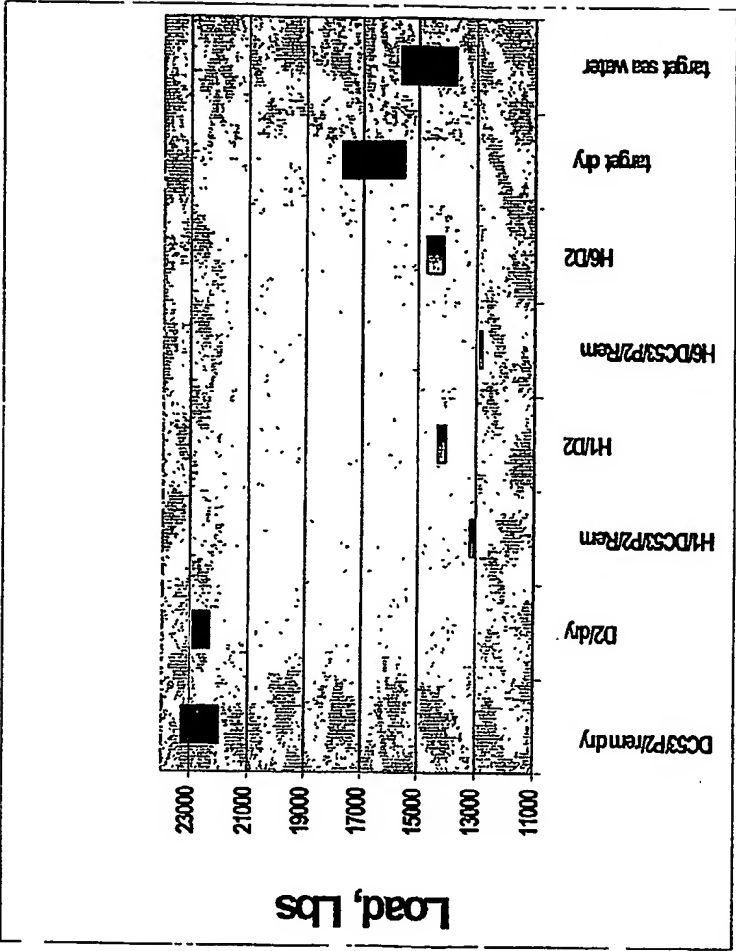 Load, Lbs
23000
21000
19000
17000
15000
13000
11000
DC53/P2/rem dry
D2/dry
H1/DC53/P2/Rem
H1/D2
H6/DC53/P2/Rem
H6/D2
target dry
target sea water